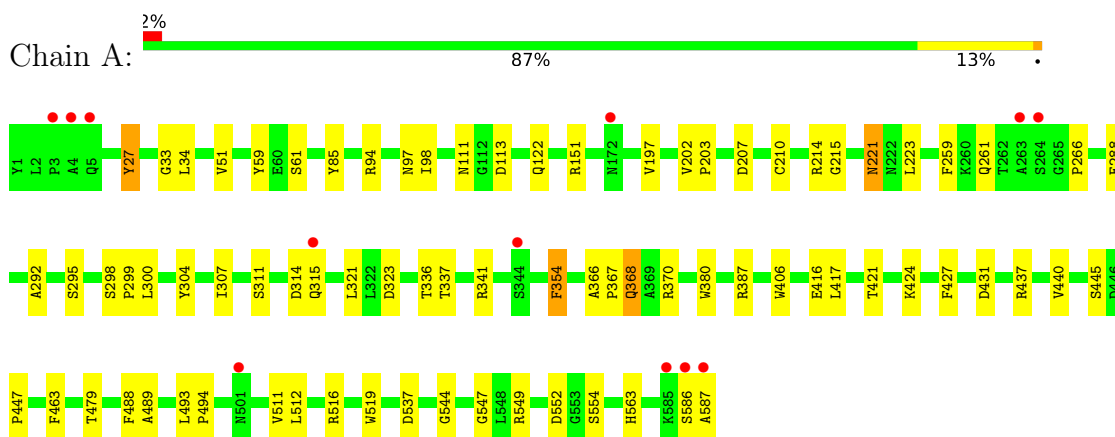 2%
Chain A:
87% 13% •
Y1 L2 P3 A4 Q5 Y27 G33 L34 V51 Y59 E60 S61 Y85 R94 N97 I98 N111 G112 D113 Q122 R151 N172 V197 V202 P203 D207 C210 R214 G215 N221 N222 L223 F259 K260 Q261 T262 A263 S264 G265 P266
A292 S295 S298 P299 L300 Y304 I307 S311 D314 Q315 L321 L322 D323 T336 T337 R341 S344 F354 A366 P367 Q368 A369 R370 W380 R387 W406 E416 L417 T421 K424 F427 D431 R437 V440 S445
P447 F463 T479 F488 A489 L493 P494 N501 V511 L512 R516 W519 D537 G544 G547 L548 R549 D552 G553 S554 H563 K585 S586 A587